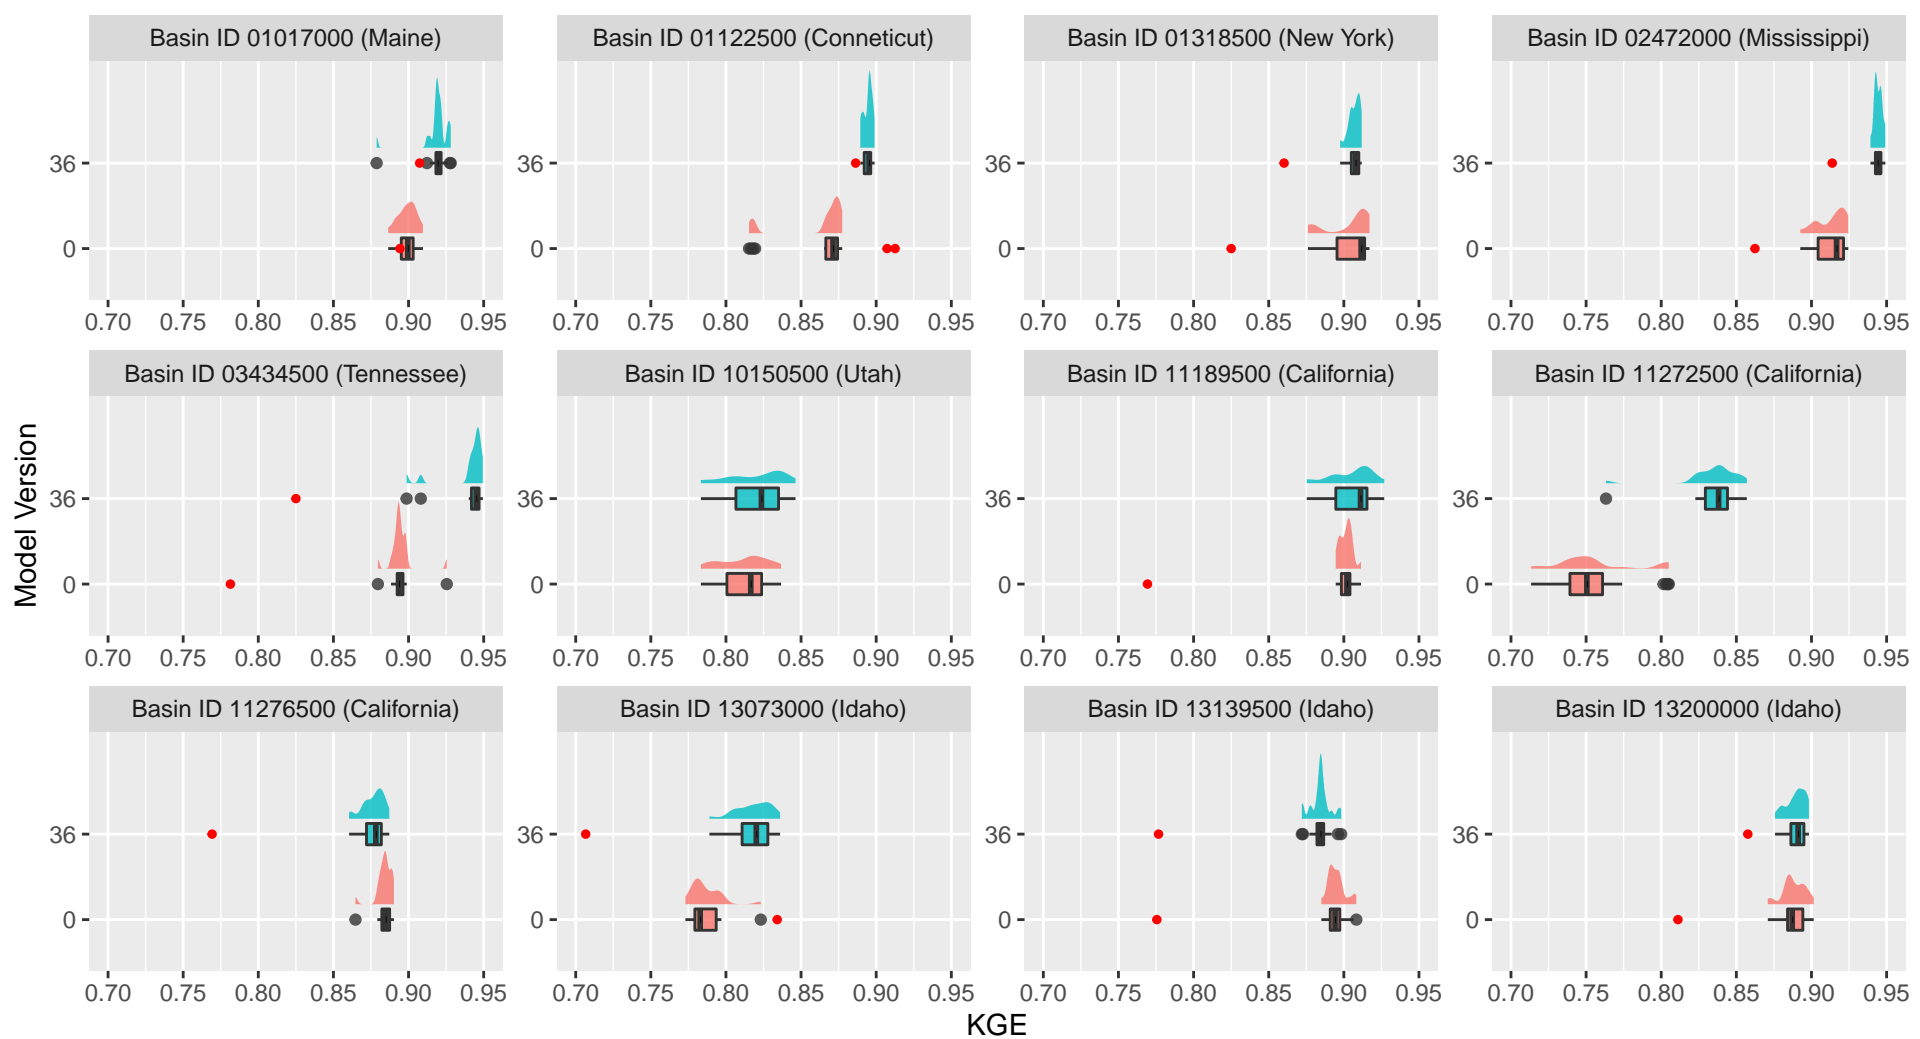 Basin ID 01017000 (Maine) Basin ID 01122500 (Conneticut) Basin ID 01318500 (New York) Basin ID 02472000 (Mississippi)
36 36 36 36
0 0 0 0
0.70 0.75 0.80 0.85 0.90 0.95 0.70 0.75 0.80 0.85 0.90 0.95 0.70 0.75 0.80 0.85 0.90 0.95 0.70 0.75 0.80 0.85 0.90 0.95
Basin ID 03434500 (Tennessee) Basin ID 10150500 (Utah) Basin ID 11189500 (California) Basin ID 11272500 (California)
Model Version
36 36 36 36
0 0 0 0
0.70 0.75 0.80 0.85 0.90 0.95 0.70 0.75 0.80 0.85 0.90 0.95 0.70 0.75 0.80 0.85 0.90 0.95 0.70 0.75 0.80 0.85 0.90 0.95
Basin ID 11276500 (California) Basin ID 13073000 (Idaho) Basin ID 13139500 (Idaho) Basin ID 13200000 (Idaho)
36 36 36 36
0 0 0 0
0.70 0.75 0.80 0.85 0.90 0.95 0.70 0.75 0.80 0.85 0.90 0.95 0.70 0.75 0.80 0.85 0.90 0.95 0.70 0.75 0.80 0.85 0.90 0.95
KGE